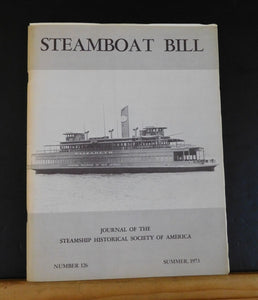 STEAMBOAT BILL
JOURNAL OF THE
STEAMSHIP HISTORICAL SOCIETY OF AMERICA
NUMBER 126
SUMMER, 1973